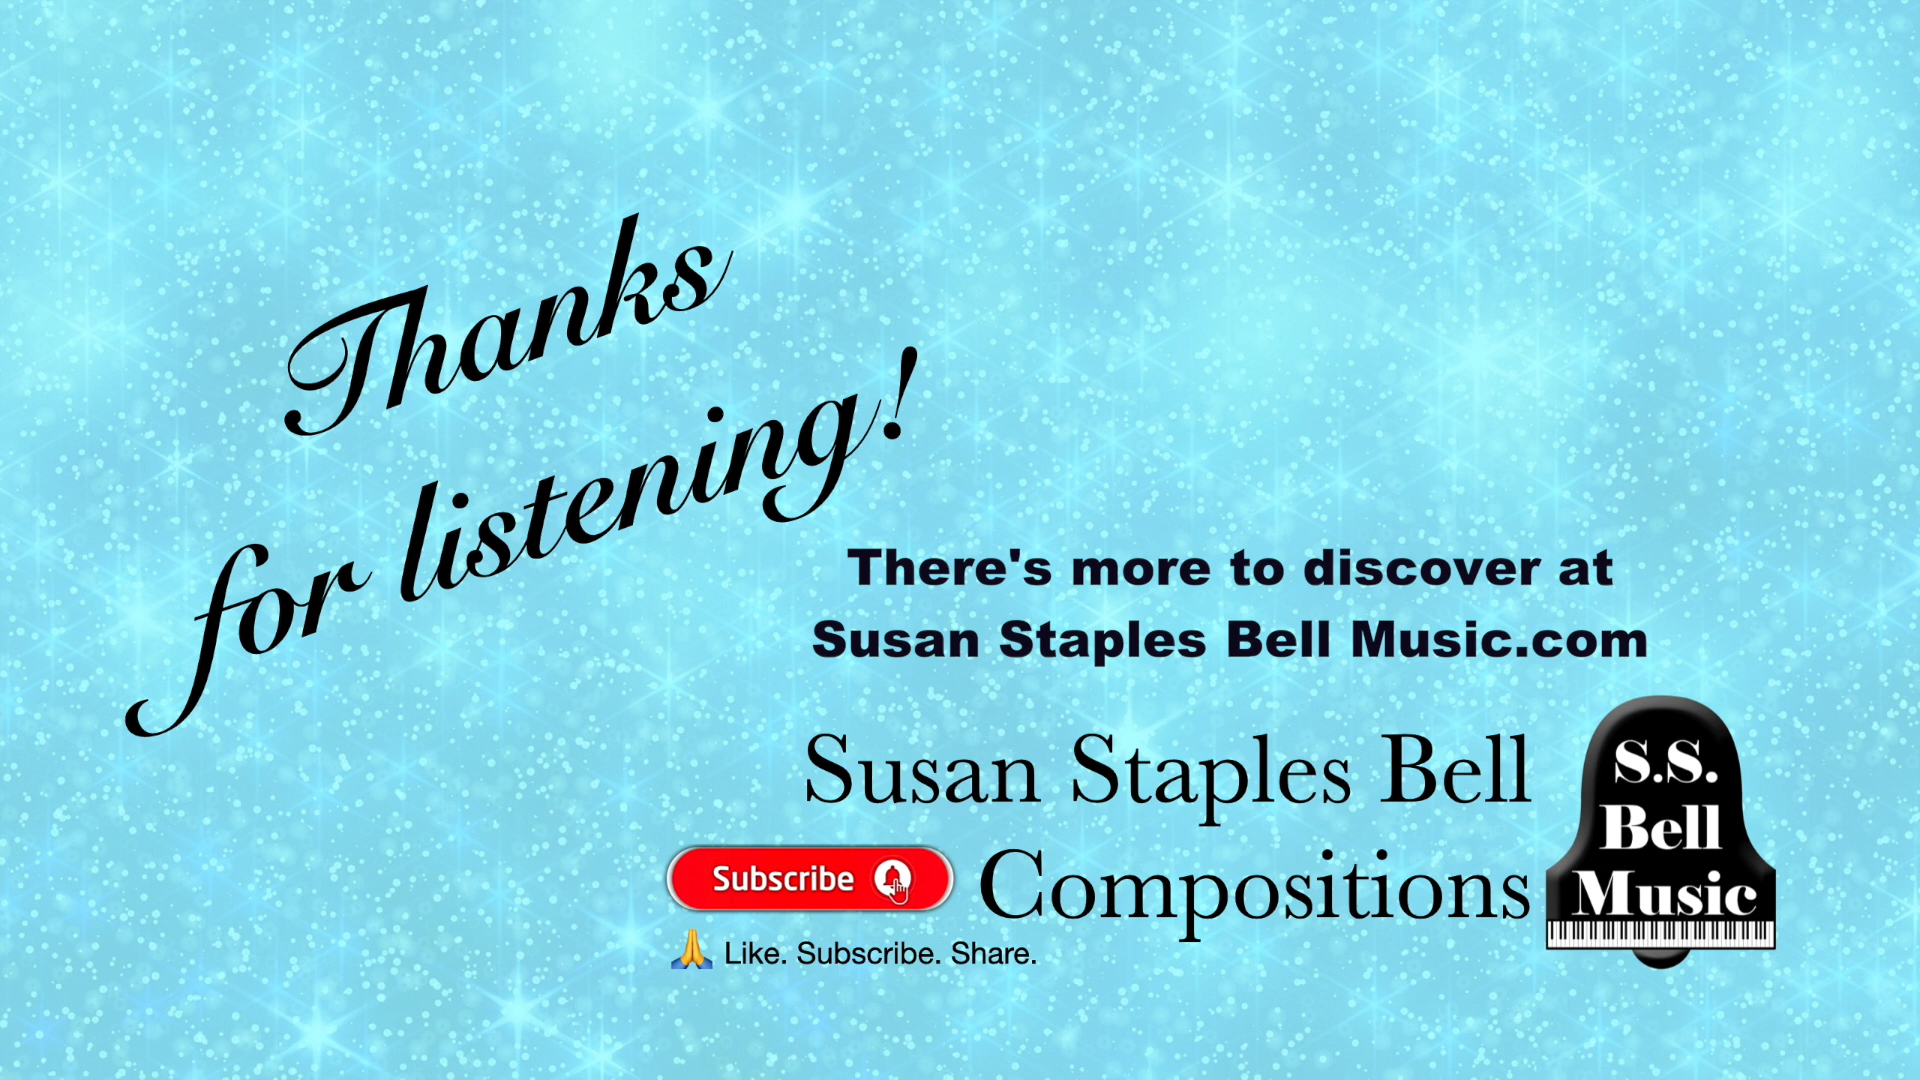 Thanks
for listening!
There's more to discover at
Susan Staples Bell Music.com
Susan Staples Bell
Compositions
S.S.
Bell
Music
Subscribe
🙏 Like. Subscribe. Share.